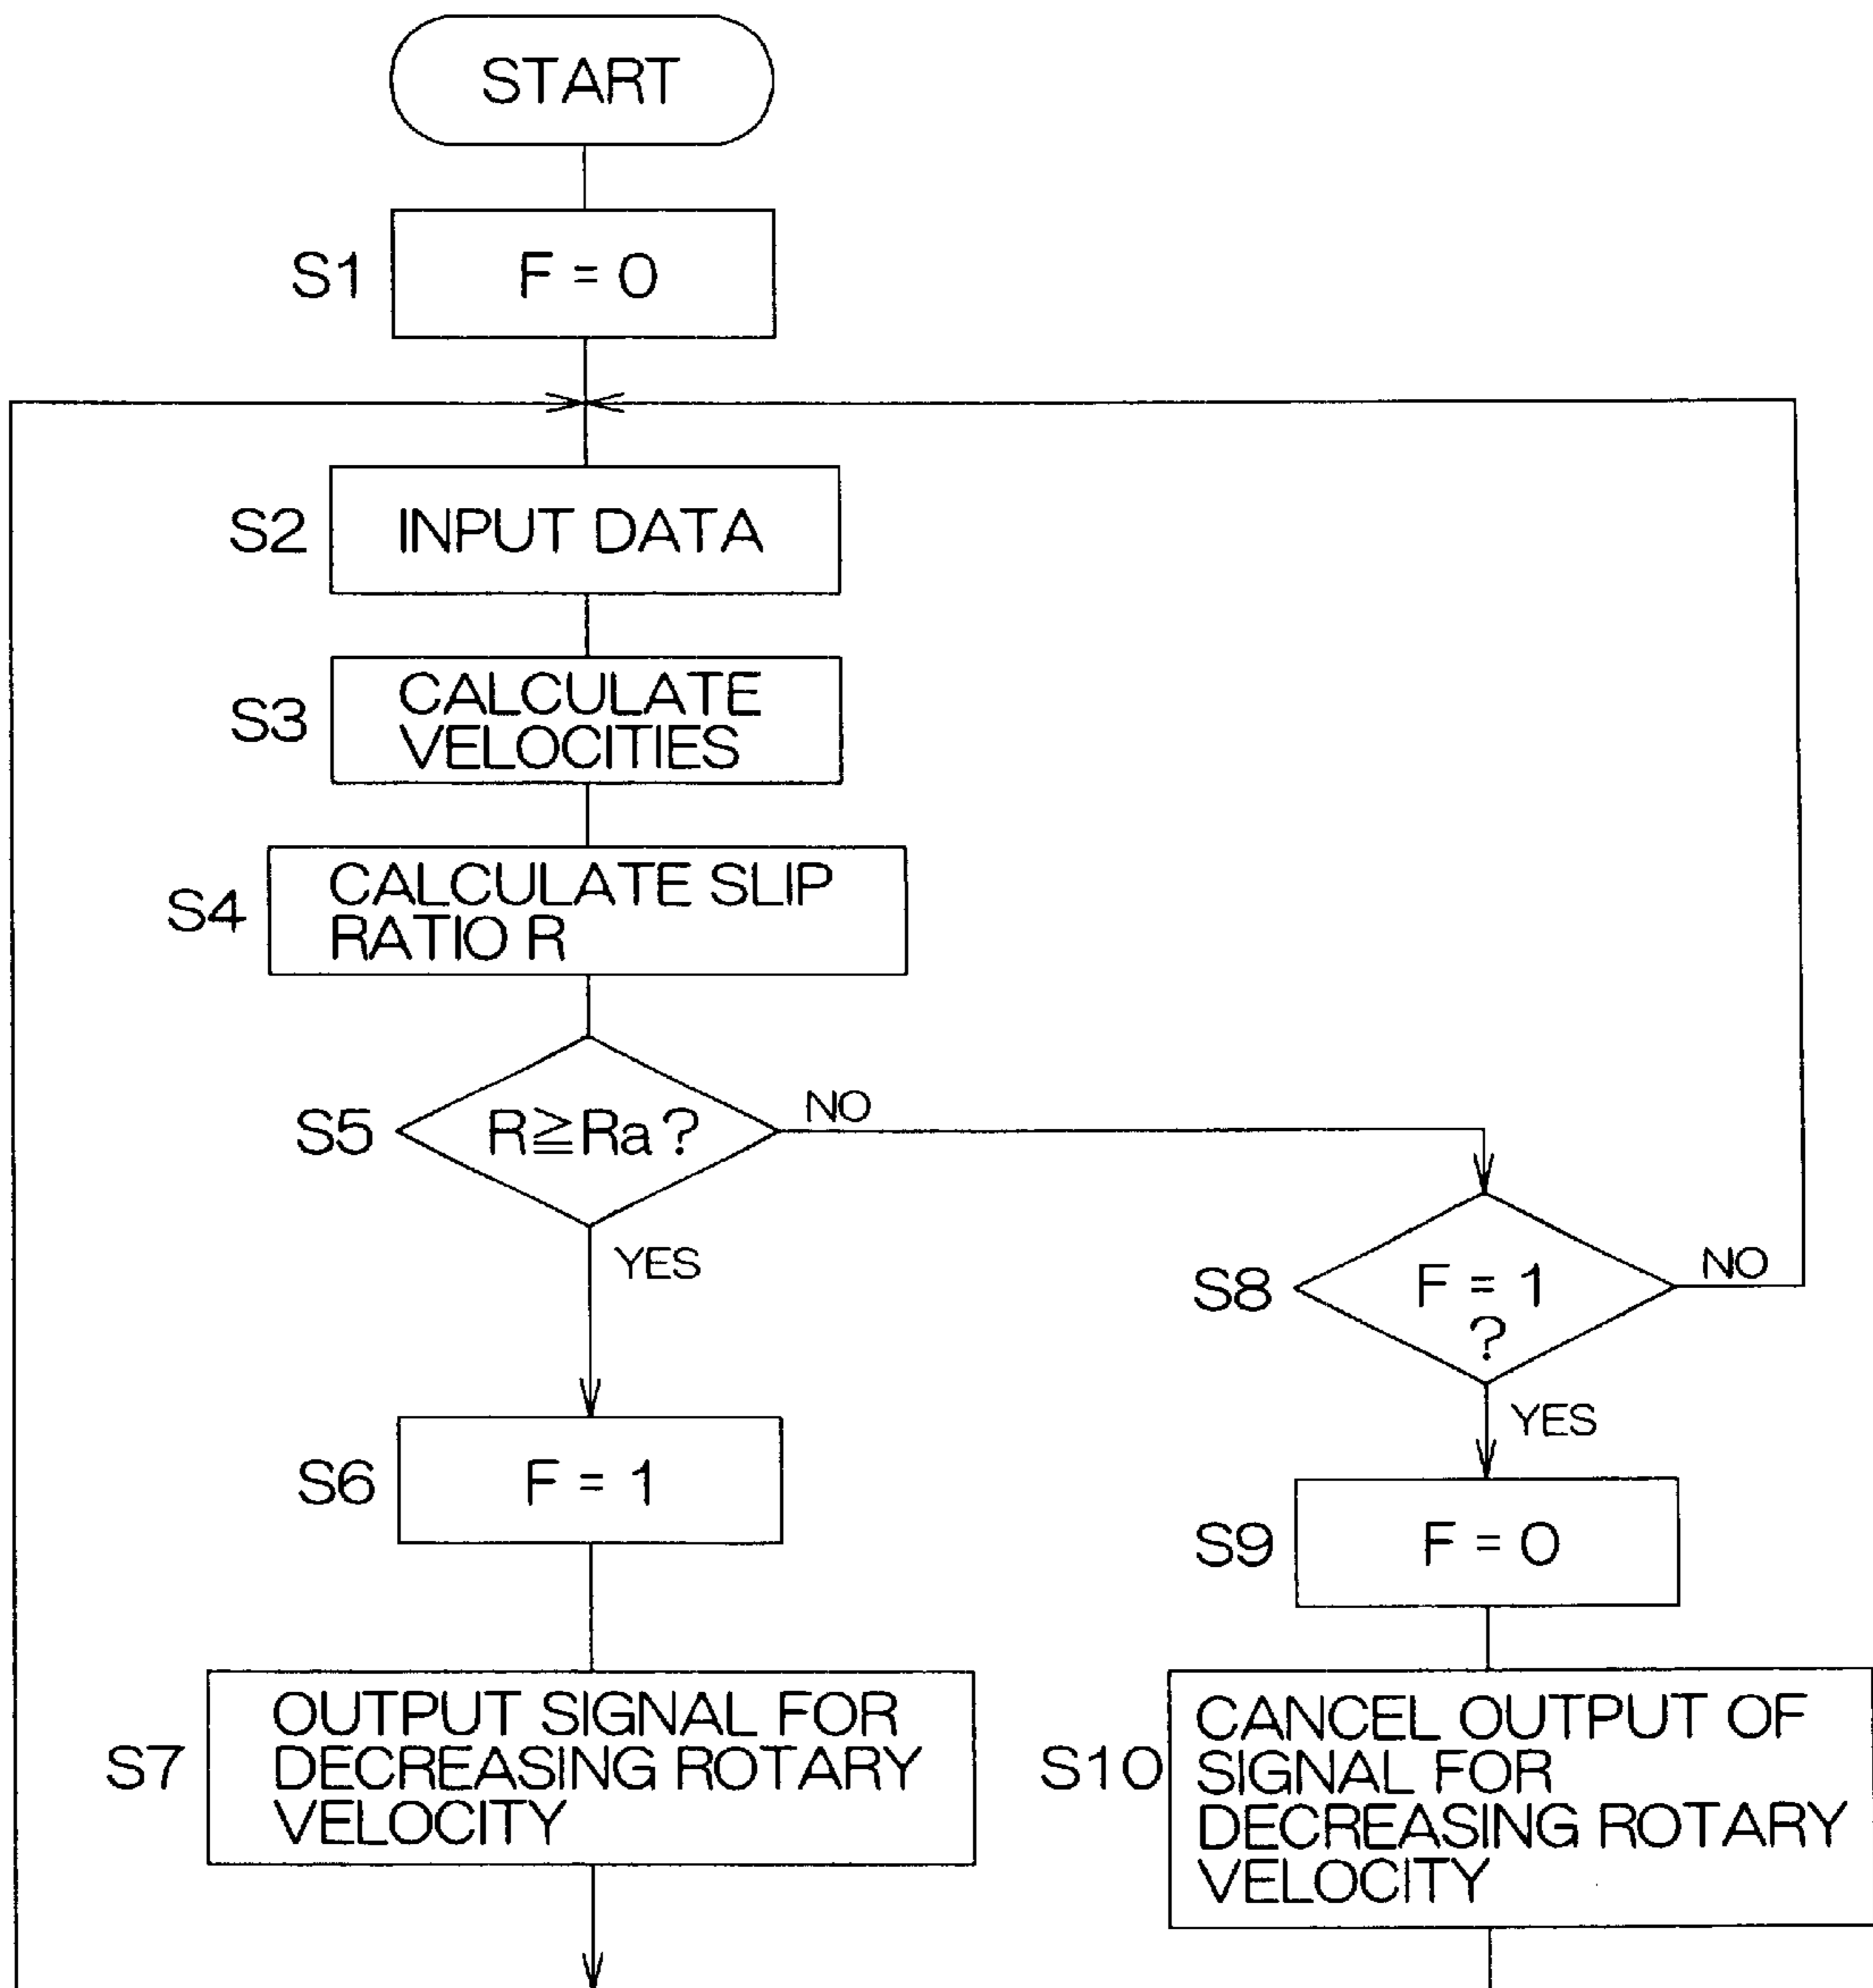 START
S1
F = 0
S2
INPUT DATA
S3
CALCULATE
VELOCITIES
S4
CALCULATE SLIP
RATIO R
S5
R≧Ra?
NO
YES
S6
F = 1
S7
OUTPUT SIGNAL FOR
DECREASING ROTARY
VELOCITY
S8
F = 1
?
NO
YES
S9
F = 0
S10
CANCEL OUTPUT OF
SIGNAL FOR
DECREASING ROTARY
VELOCITY